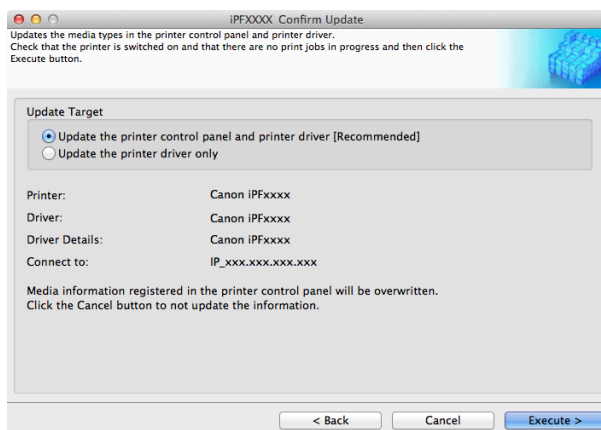 iPFXXXX Confirm Update
Updates the media types in the printer control panel and printer driver.
Check that the printer is switched on and that there are no print jobs in progress and then click the
Execute button.
Update Target
Update the printer control panel and printer driver [Recommended]
Update the printer driver only
Printer: Canon iPFxxxx
Driver: Canon iPFxxxx
Driver Details: Canon iPFxxxx
Connect to: IP_xxx.xxx.xxx.xxx
Media information registered in the printer control panel will be overwritten.
Click the Cancel button to not update the information.
< Back Cancel Execute >